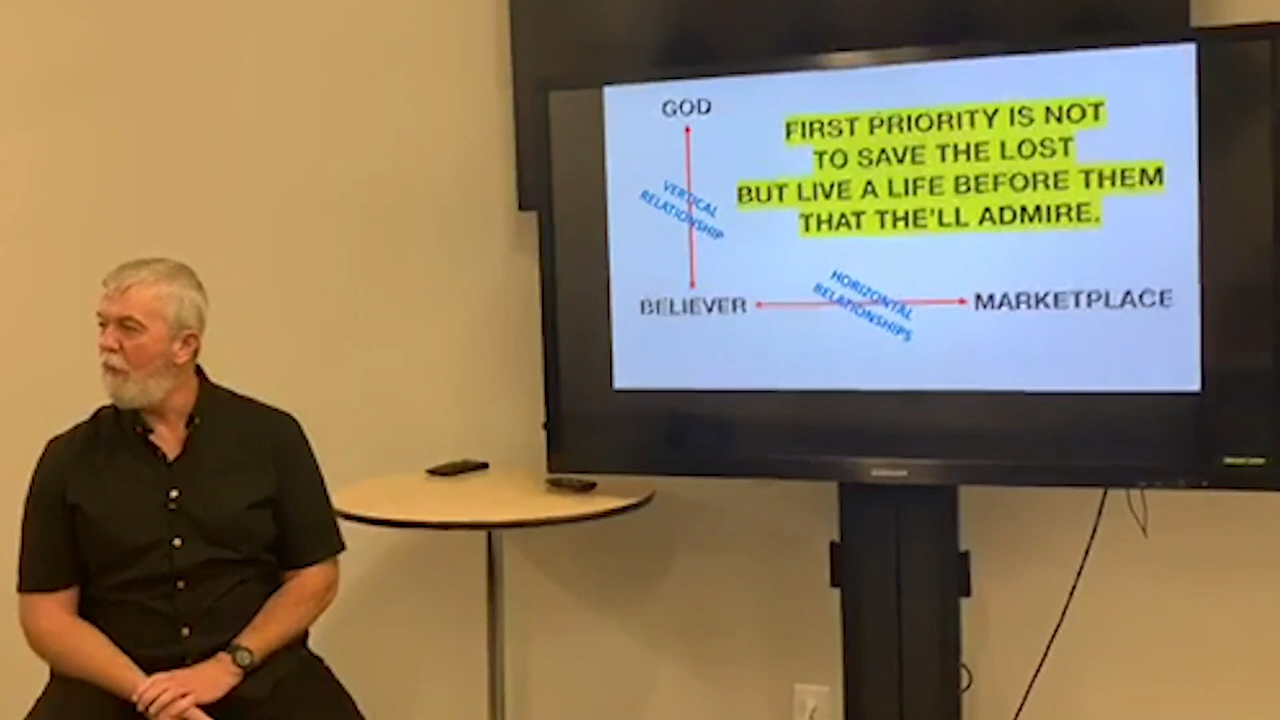 GOD
FIRST PRIORITY IS NOT
TO SAVE THE LOST
BUT LIVE A LIFE BEFORE THEM
THAT THE'LL ADMIRE.
VERTICAL
RELATIONSHIP
HORIZONTAL
RELATIONSHIPS
BELIEVER
MARKETPLACE